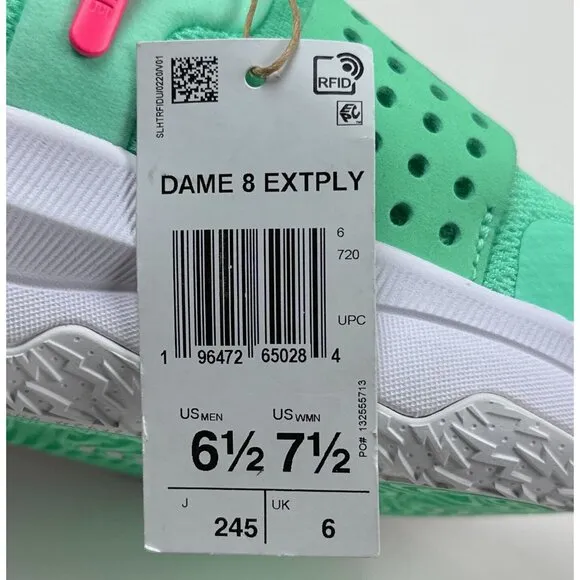 SLHTRFIDUI0220/V01
RFID
DAME 8 EXTPLY
6
720
UPC
1 96472 65028 4
PO# 132555713
US MEN US WMN
6½ 7½
J UK
245 6